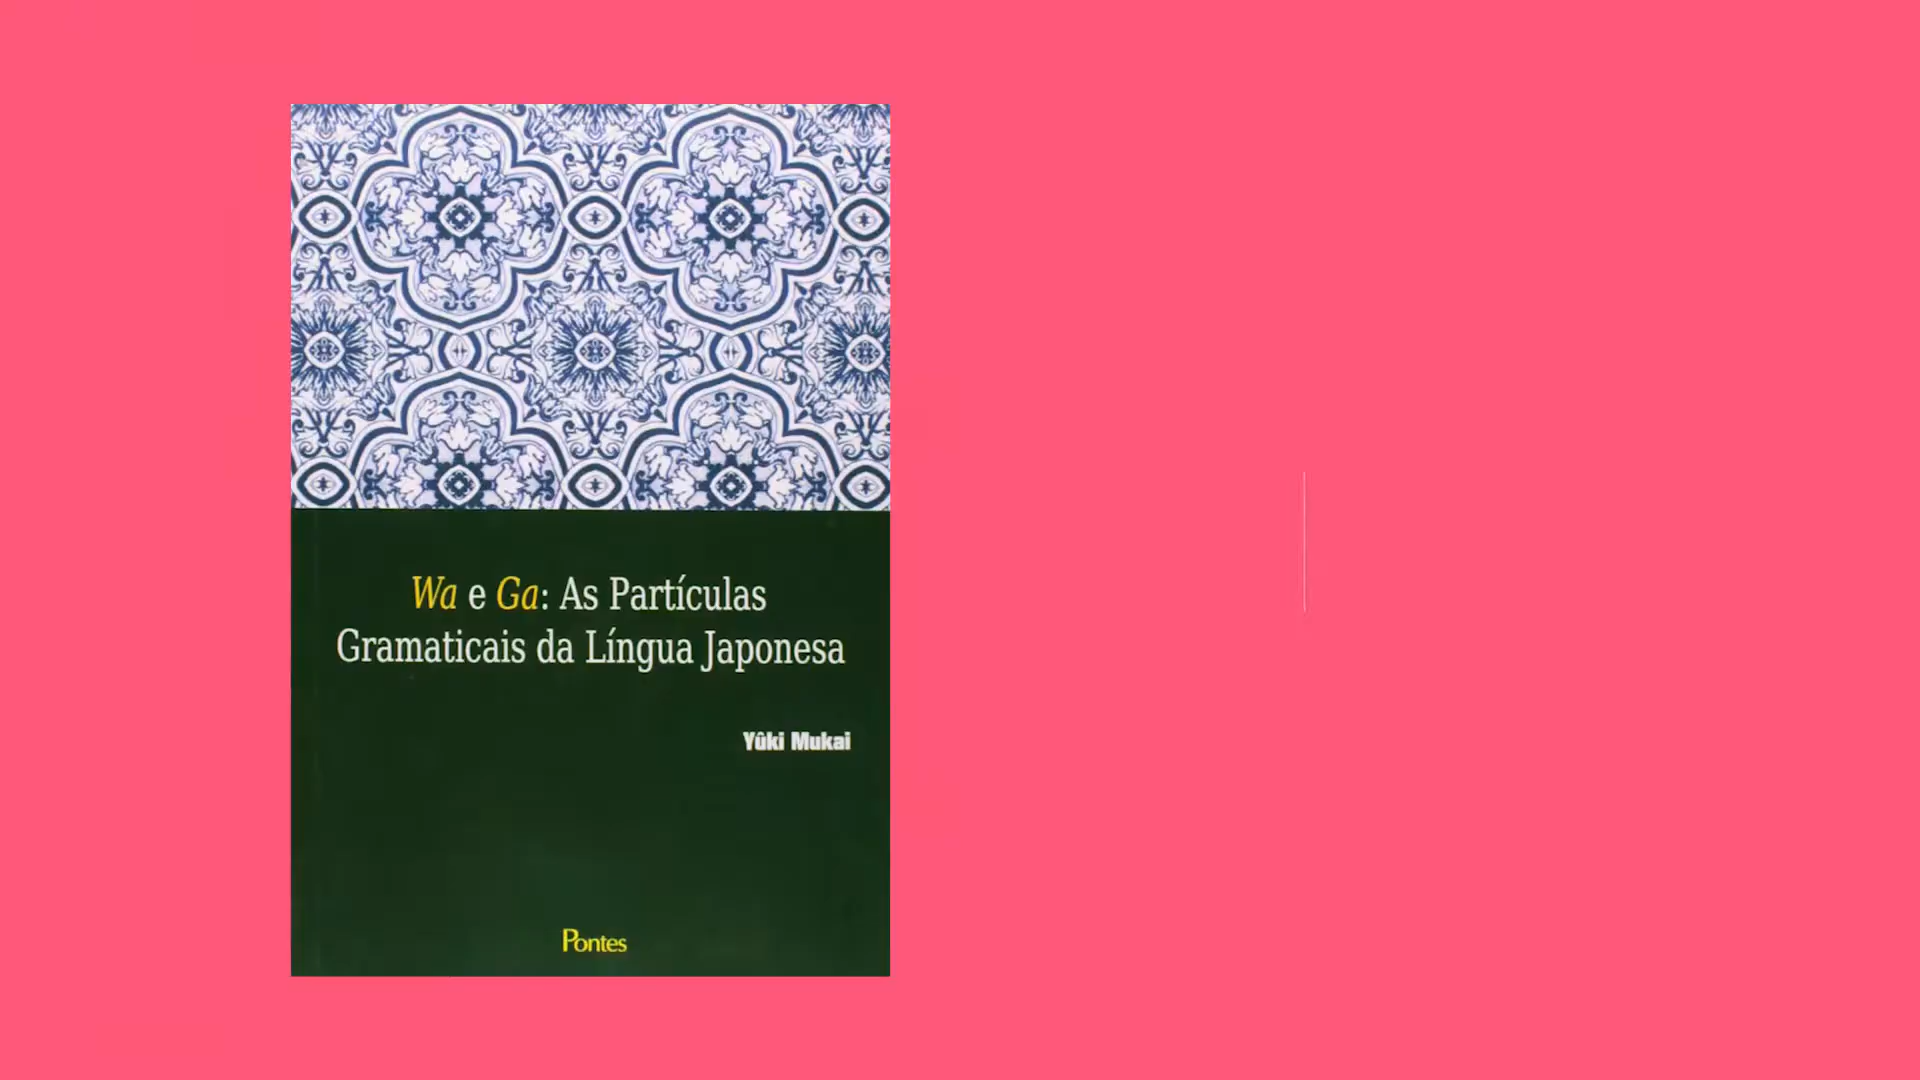 Wa e Ga: As Partículas
Gramaticais da Língua Japonesa
Yûki Mukai
Pontes